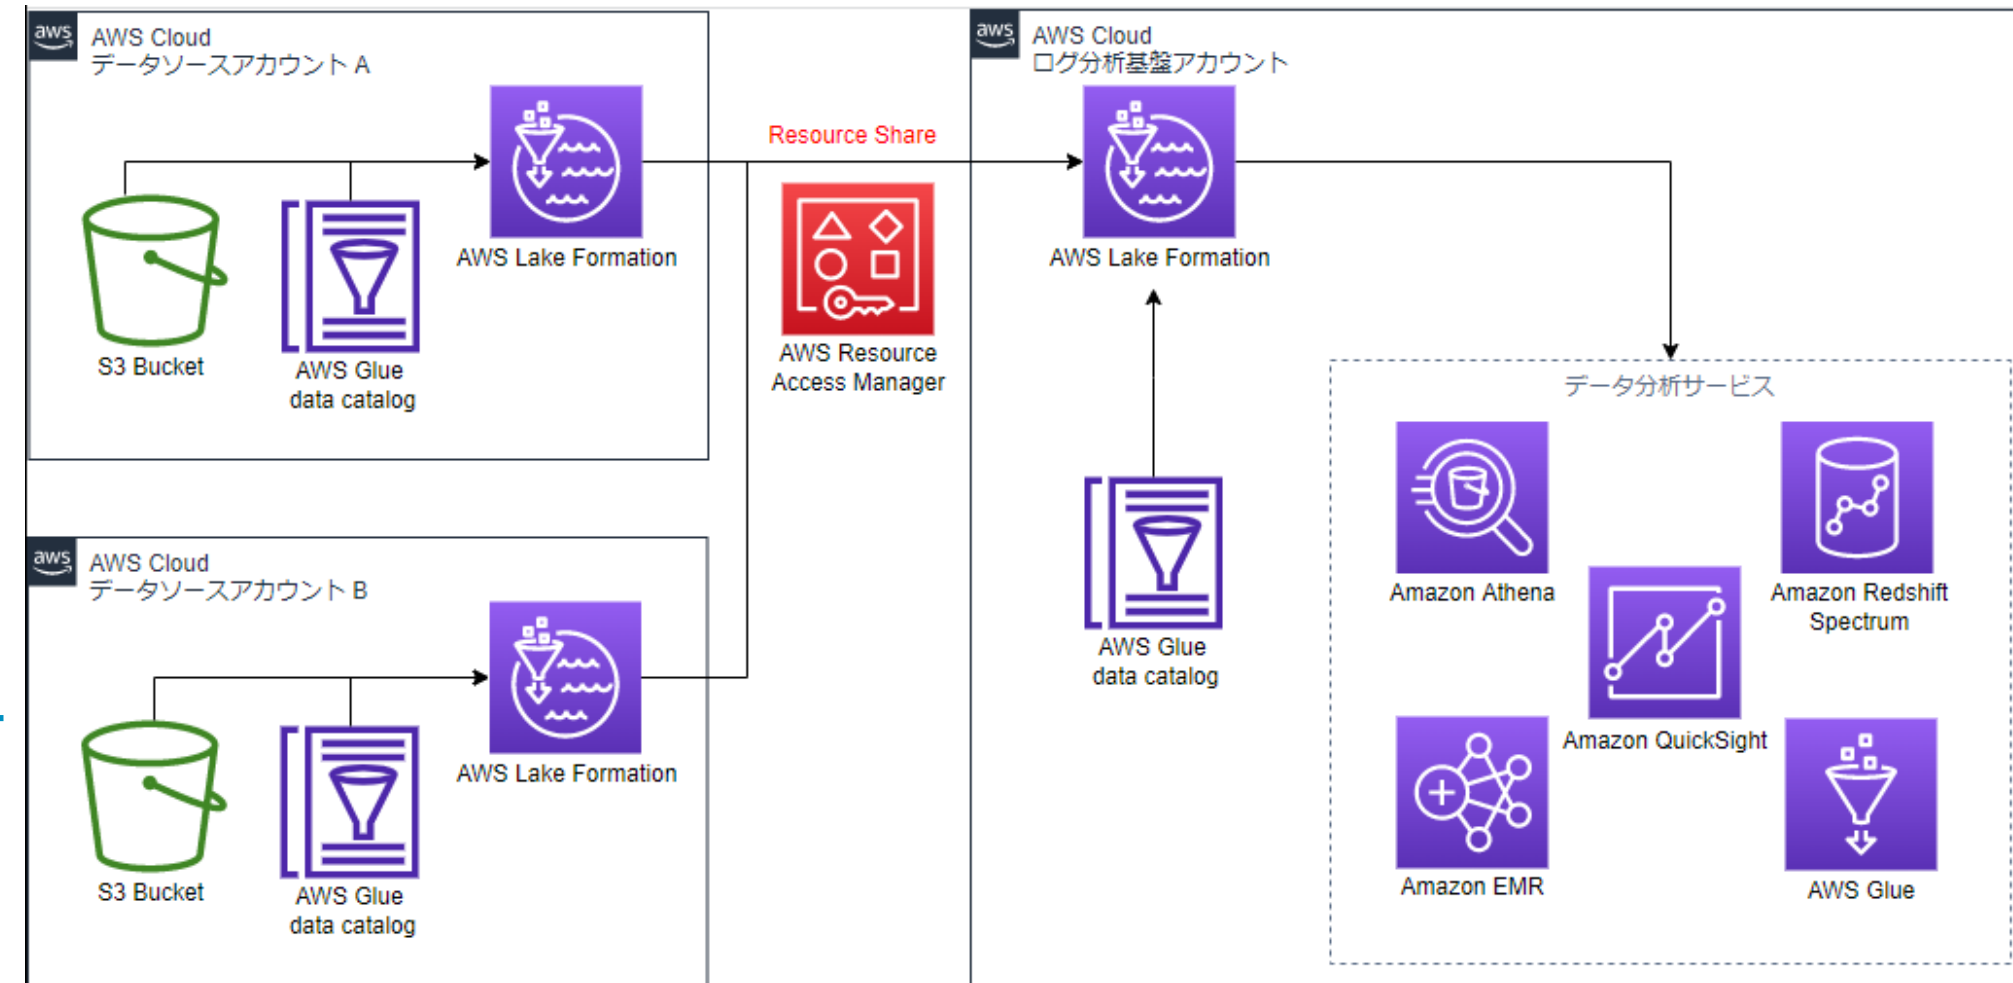 aws
AWS Cloud
データソースアカウント A
S3 Bucket
AWS Glue
data catalog
AWS Lake Formation
Resource Share
AWS Resource
Access Manager
aws
AWS Cloud
データソースアカウント B
S3 Bucket
AWS Glue
data catalog
AWS Lake Formation
aws
AWS Cloud
ログ分析基盤アカウント
AWS Lake Formation
AWS Glue
data catalog
データ分析サービス
Amazon Athena
Amazon Redshift
Spectrum
Amazon QuickSight
Amazon EMR
AWS Glue